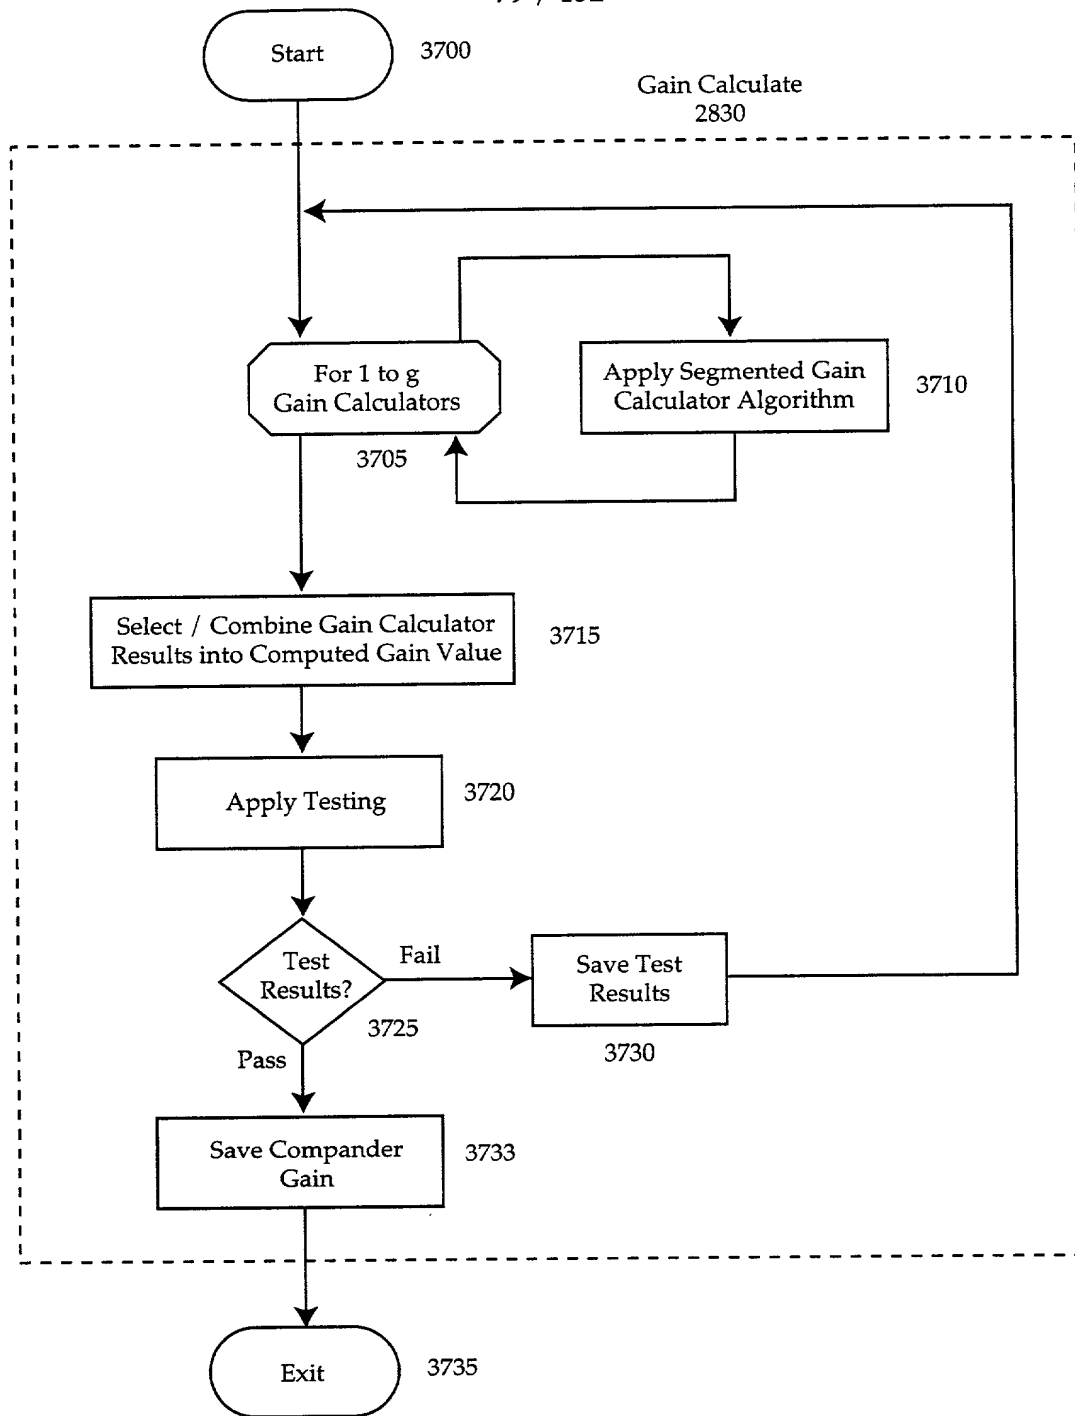 Start
3700
Gain Calculate
2830
For 1 to g
Gain Calculators
3705
Apply Segmented Gain
Calculator Algorithm
3710
Select / Combine Gain Calculator
Results into Computed Gain Value
3715
Apply Testing
3720
Test
Results?
3725
Fail
Pass
Save Test
Results
3730
Save Compander
Gain
3733
Exit
3735